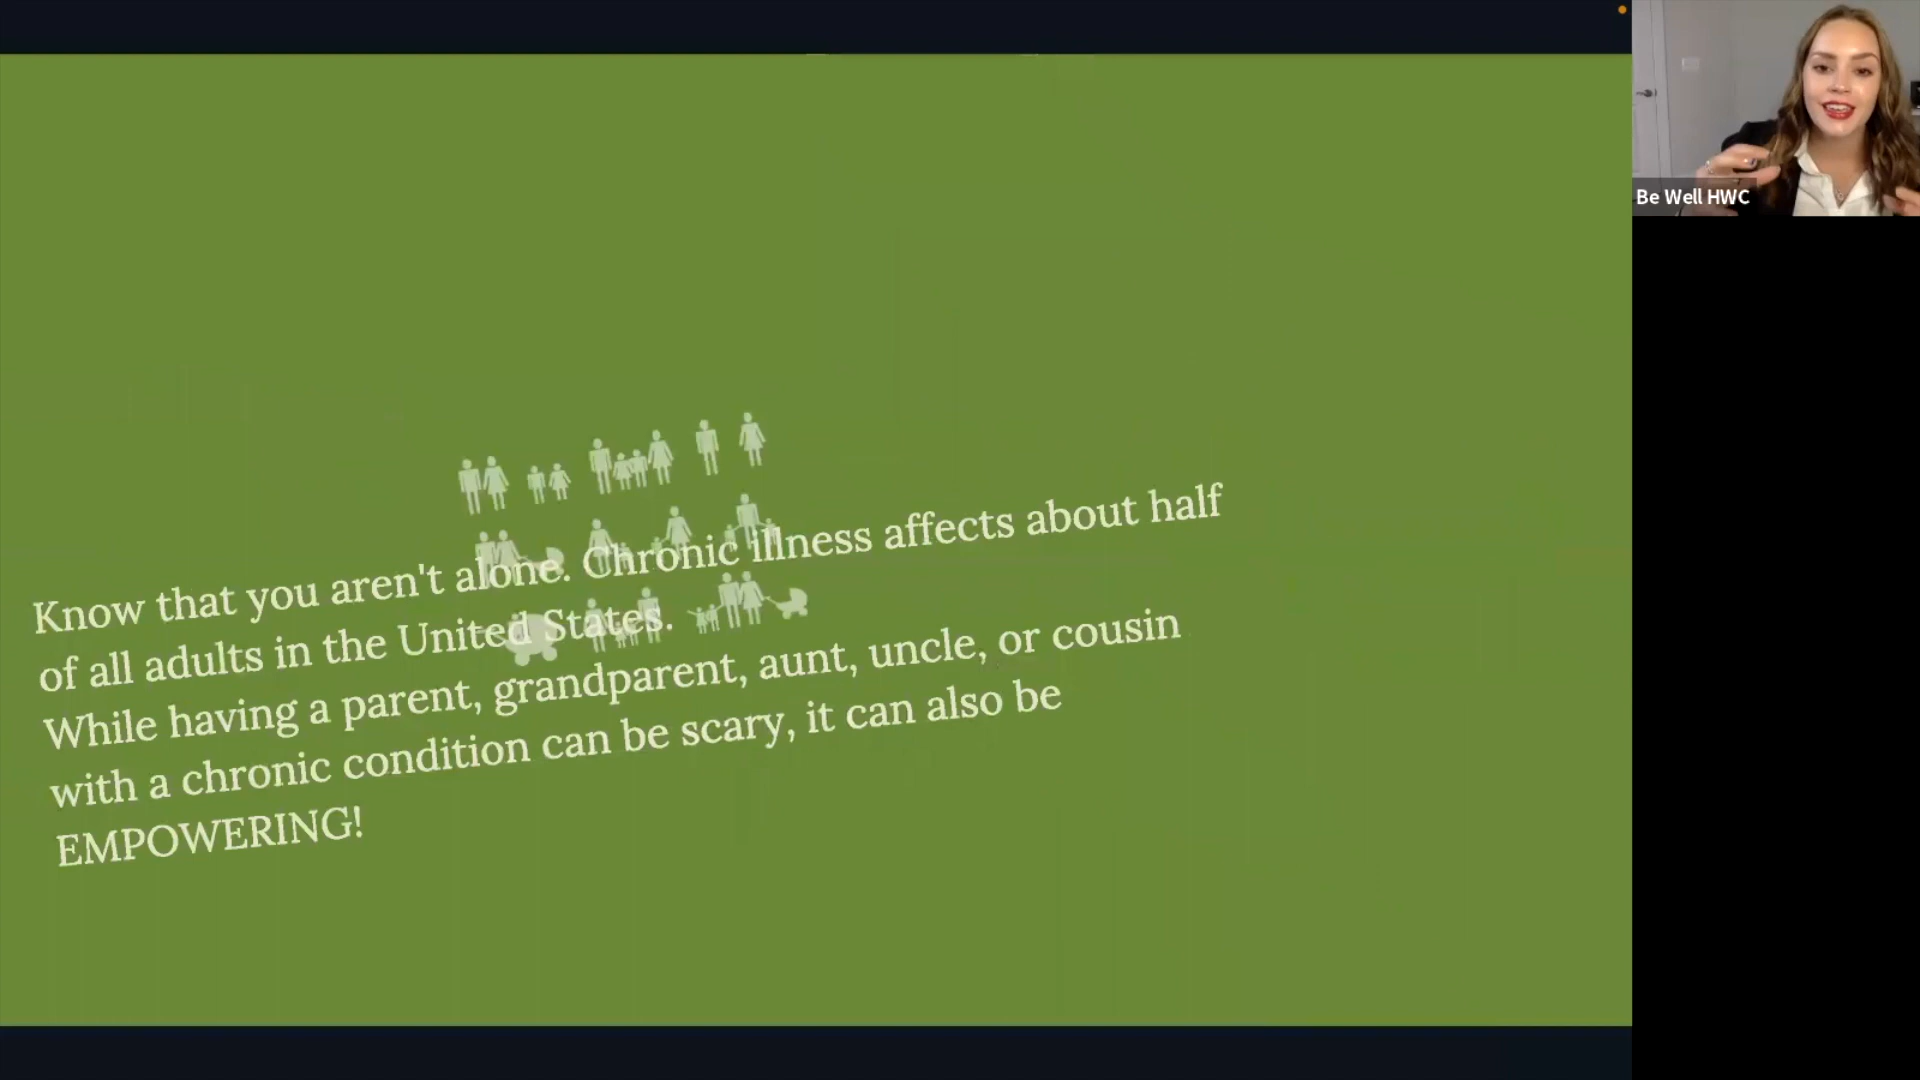 Know that you aren't alone. Chronic illness affects about half
of all adults in the United States.
While having a parent, grandparent, aunt, uncle, or cousin
with a chronic condition can be scary, it can also be
EMPOWERING!
Be Well HWC